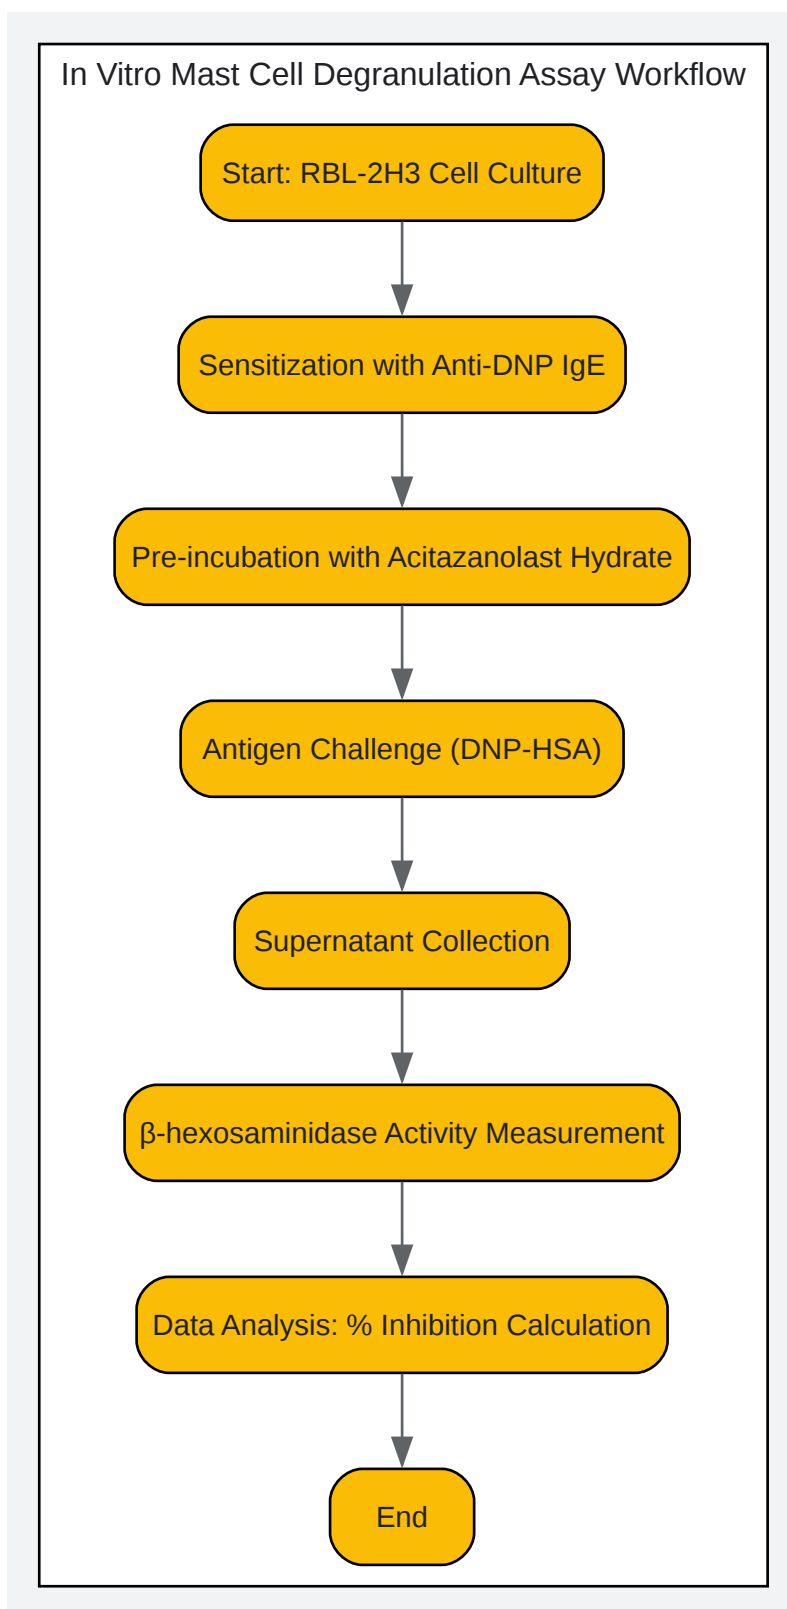 In Vitro Mast Cell Degranulation Assay Workflow
Start: RBL-2H3 Cell Culture
Sensitization with Anti-DNP IgE
Pre-incubation with Acitazanolast Hydrate
Antigen Challenge (DNP-HSA)
Supernatant Collection
β-hexosaminidase Activity Measurement
Data Analysis: % Inhibition Calculation
End